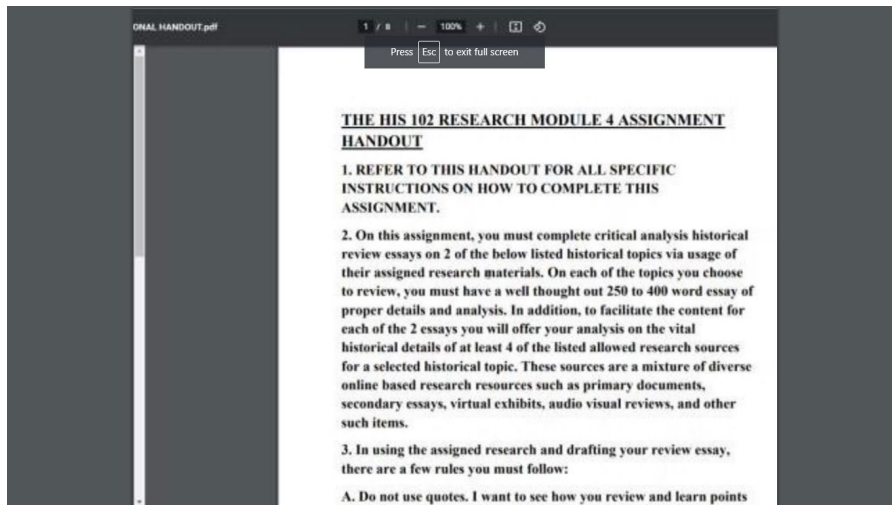 ONAL HANDOUT.pdf
1 / 8 | − 100% + |
Press Esc to exit full screen
THE HIS 102 RESEARCH MODULE 4 ASSIGNMENT
HANDOUT
1. REFER TO THIS HANDOUT FOR ALL SPECIFIC
INSTRUCTIONS ON HOW TO COMPLETE THIS
ASSIGNMENT.
2. On this assignment, you must complete critical analysis historical
review essays on 2 of the below listed historical topics via usage of
their assigned research materials. On each of the topics you choose
to review, you must have a well thought out 250 to 400 word essay of
proper details and analysis. In addition, to facilitate the content for
each of the 2 essays you will offer your analysis on the vital
historical details of at least 4 of the listed allowed research sources
for a selected historical topic. These sources are a mixture of diverse
online based research resources such as primary documents,
secondary essays, virtual exhibits, audio visual reviews, and other
such items.
3. In using the assigned research and drafting your review essay,
there are a few rules you must follow:
A. Do not use quotes. I want to see how you review and learn points